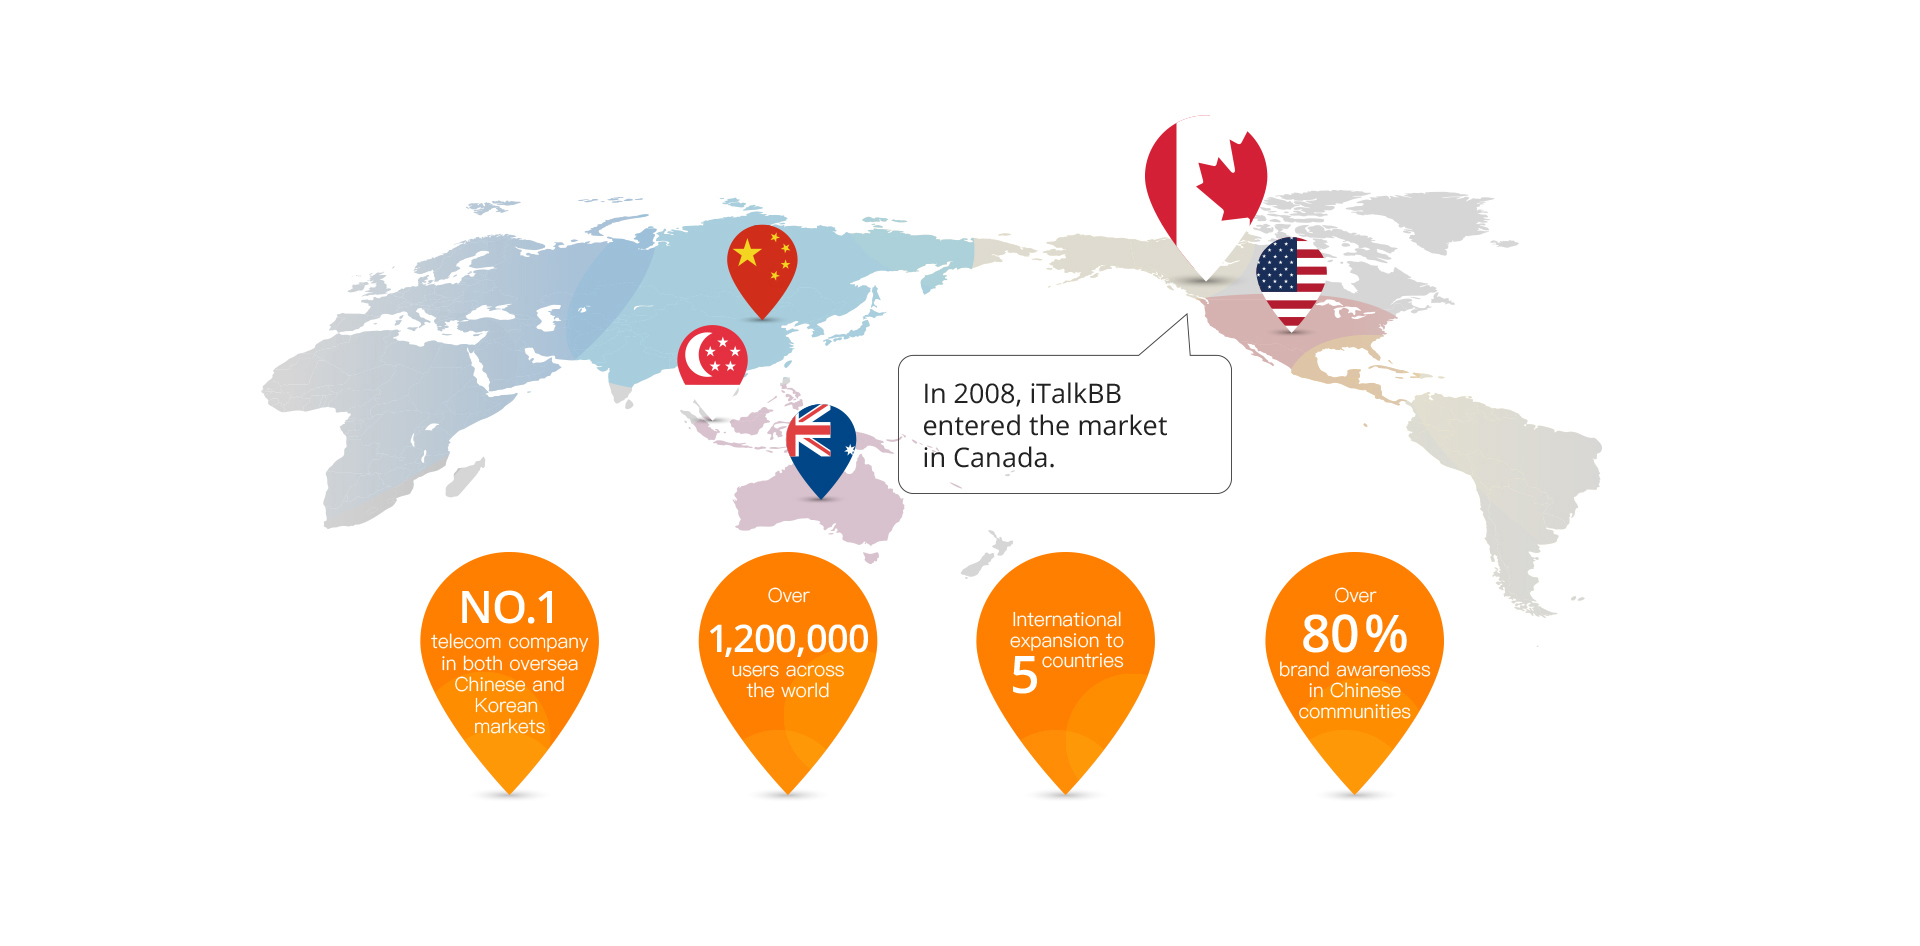 In 2008, iTalkBB
entered the market
in Canada.
NO.1
telecom company
in both oversea
Chinese and
Korean
markets
Over
1,200,000
users across
the world
International
expansion to
5 countries
Over
80%
brand awareness
in Chinese
communities